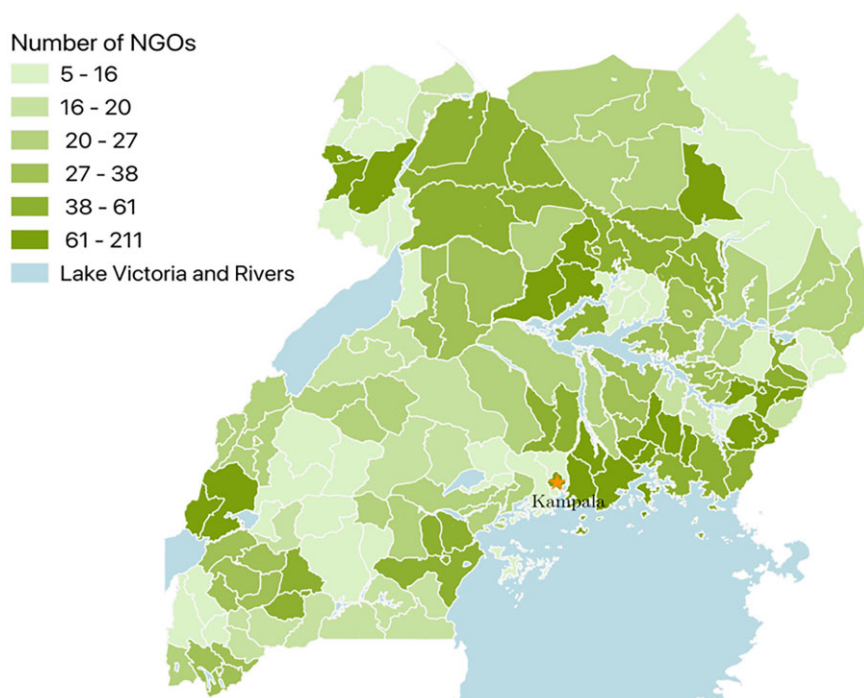 Number of NGOs
5 - 16
16 - 20
20 - 27
27 - 38
38 - 61
61 - 211
Lake Victoria and Rivers
Kampala